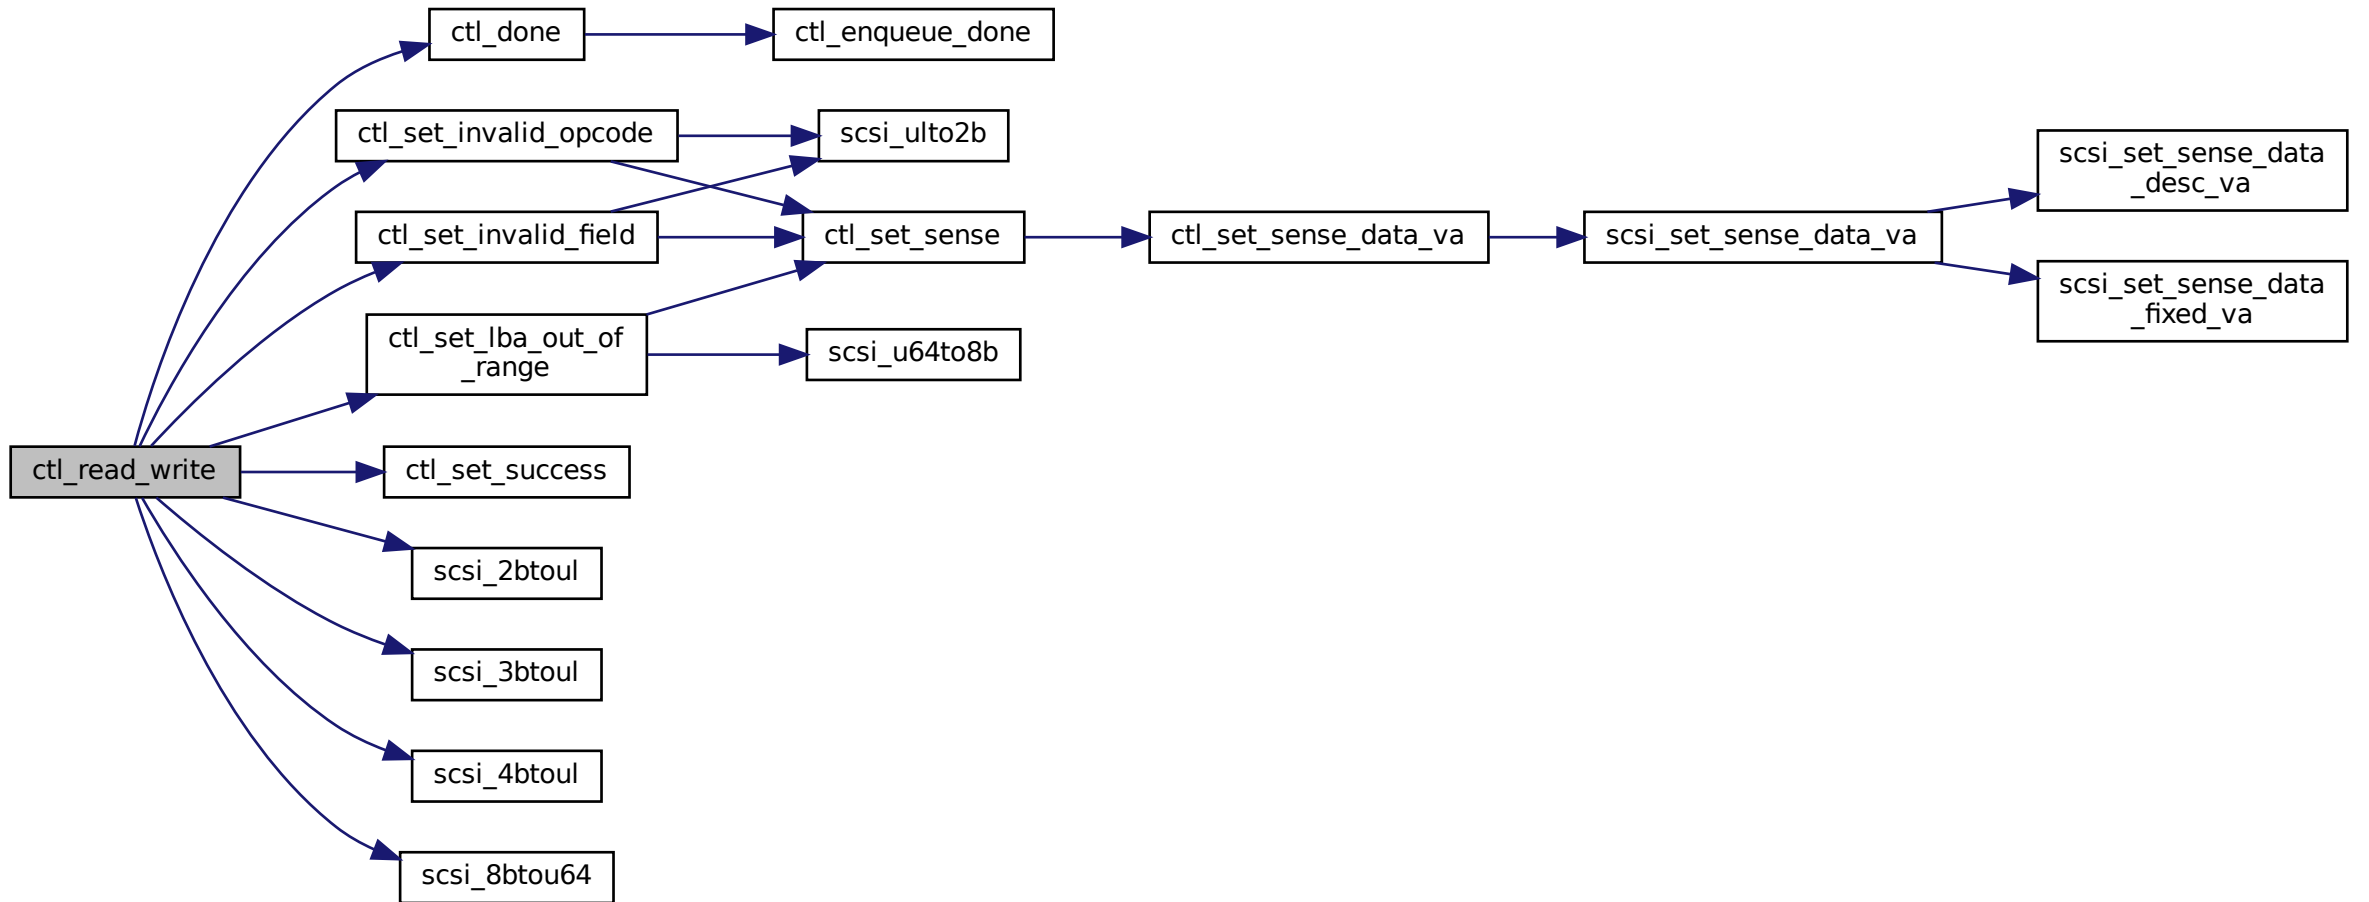 ctl_done
ctl_enqueue_done
ctl_set_invalid_opcode
scsi_ulto2b
scsi_set_sense_data
_desc_va
ctl_set_invalid_field
ctl_set_sense
ctl_set_sense_data_va
scsi_set_sense_data_va
scsi_set_sense_data
_fixed_va
ctl_set_lba_out_of
_range
scsi_u64to8b
ctl_read_write
ctl_set_success
scsi_2btoul
scsi_3btoul
scsi_4btoul
scsi_8btou64